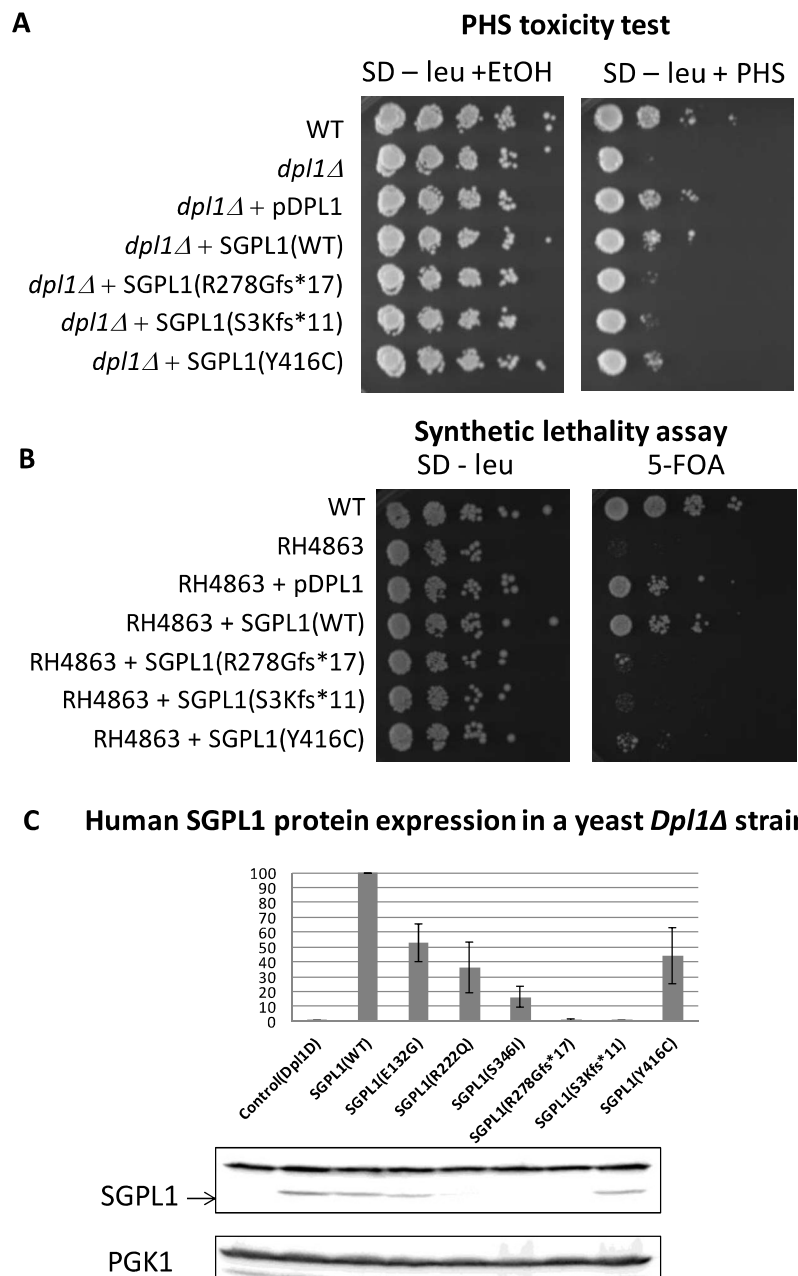 A
PHS toxicity test
SD – leu +EtOH
SD – leu + PHS
WT
dpl1Δ
dpl1Δ + pDPL1
dpl1Δ + SGPL1(WT)
dpl1Δ + SGPL1(R278Gfs*17)
dpl1Δ + SGPL1(S3Kfs*11)
dpl1Δ + SGPL1(Y416C)
B
Synthetic lethality assay
SD - leu
5-FOA
WT
RH4863
RH4863 + pDPL1
RH4863 + SGPL1(WT)
RH4863 + SGPL1(R278Gfs*17)
RH4863 + SGPL1(S3Kfs*11)
RH4863 + SGPL1(Y416C)
C
Human SGPL1 protein expression in a yeast Dpl1Δ strain
100
90
80
70
60
50
40
30
20
10
0
Control(Dpl1D)
SGPL1(WT)
SGPL1(E132G)
SGPL1(R222Q)
SGPL1(S346I)
SGPL1(R278Gfs*17)
SGPL1(S3Kfs*11)
SGPL1(Y416C)
SGPL1
PGK1